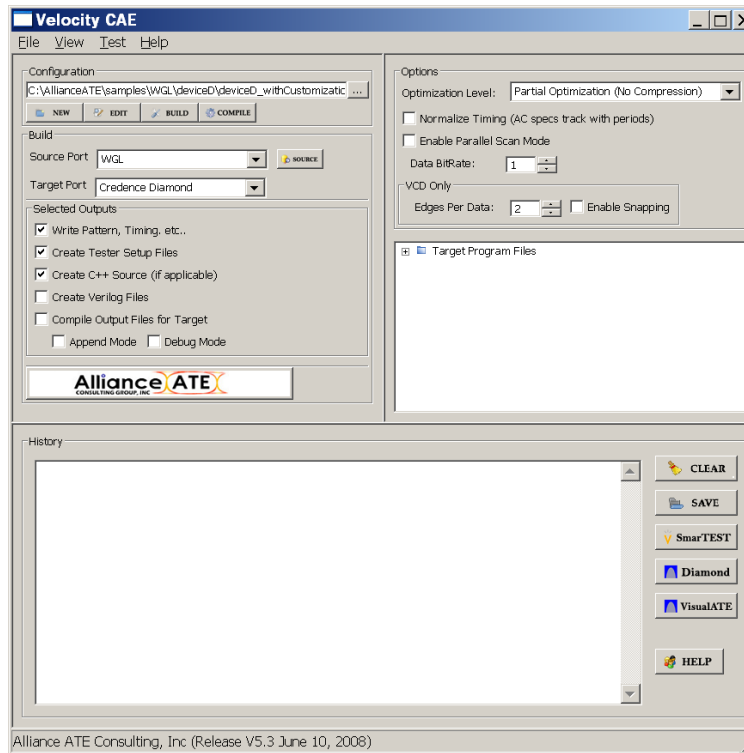 Velocity CAE
File View Test Help
Configuration
C:\AllianceATE\samples\WGL\deviceD\deviceD_withCustomizatic ...
NEW EDIT BUILD COMPILE
Build
Source Port WGL SOURCE
Target Port Credence Diamond
Selected Outputs
Write Pattern, Timing. etc..
Create Tester Setup Files
Create C++ Source (if applicable)
Create Verilog Files
Compile Output Files for Target
Append Mode Debug Mode
Alliance ATE
CONSULTING GROUP, INC
Options
Optimization Level: Partial Optimization (No Compression)
Normalize Timing (AC specs track with periods)
Enable Parallel Scan Mode
Data BitRate: 1
VCD Only
Edges Per Data: 2 Enable Snapping
Target Program Files
History
CLEAR
SAVE
SmarTEST
Diamond
VisualATE
HELP
Alliance ATE Consulting, Inc (Release V5.3 June 10, 2008)